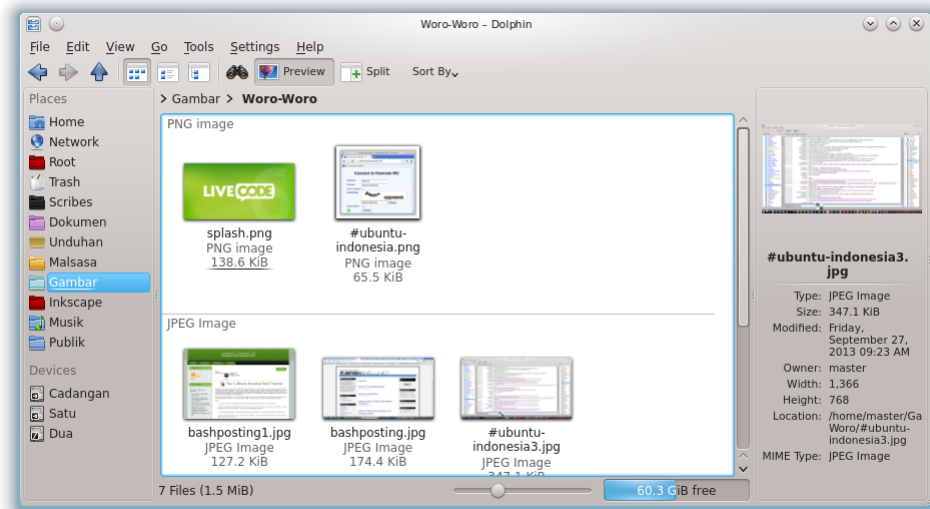 Woro-Woro – Dolphin
File Edit View Go Tools Settings Help
Preview Split Sort By
Places
Home
Network
Root
Trash
Scribes
Dokumen
Unduhan
Malsasa
Gambar
Inkscape
Musik
Publik
Devices
Cadangan
Satu
Dua
> Gambar > Woro-Woro
PNG image
LIVE CODE
splash.png
PNG image
138.6 KiB
#ubuntu-
indonesia.png
PNG image
65.5 KiB
JPEG Image
bashposting1.jpg
JPEG Image
127.2 KiB
bashposting.jpg
JPEG Image
174.4 KiB
#ubuntu-
indonesia3.jpg
JPEG Image
347.1 KiB
7 Files (1.5 MiB)
60.3 GiB free
#ubuntu-indonesia3.
jpg
Type: JPEG Image
Size: 347.1 KiB
Modified: Friday,
September 27,
2013 09:23 AM
Owner: master
Width: 1,366
Height: 768
Location: /home/master/Ga
Woro/#ubuntu-
indonesia3.jpg
MIME Type: JPEG Image